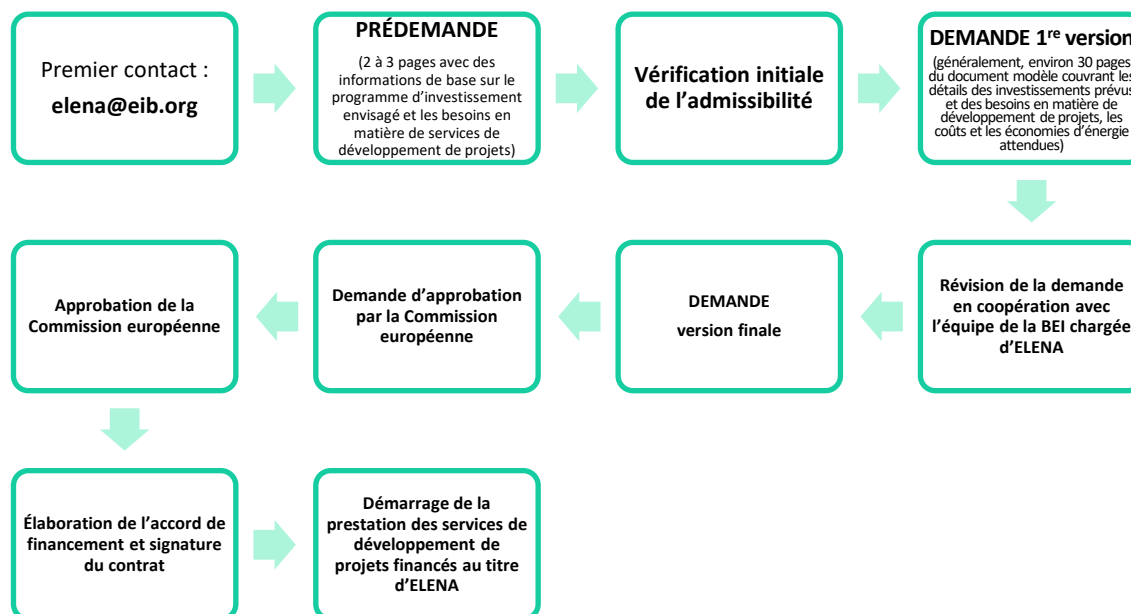 Premier contact :
elena@eib.org
PRÉDEMANDE
(2 à 3 pages avec des
informations de base sur le
programme d’investissement
envisagé et les besoins en
matière de services de
développement de projets)
Vérification initiale
de l’admissibilité
DEMANDE 1re version
(généralement, environ 30 pages
du document modèle couvrant les
détails des investissements prévus
et des besoins en matière de
développement de projets, les
coûts et les économies d’énergie
attendues)
Révision de la demande
en coopération avec
l’équipe de la BEI chargée
d’ELENA
DEMANDE
version finale
Demande d’approbation
par la Commission
européenne
Approbation de la
Commission européenne
Élaboration de l’accord de
financement et signature
du contrat
Démarrage de la
prestation des services de
développement de
projets financés au titre
d’ELENA